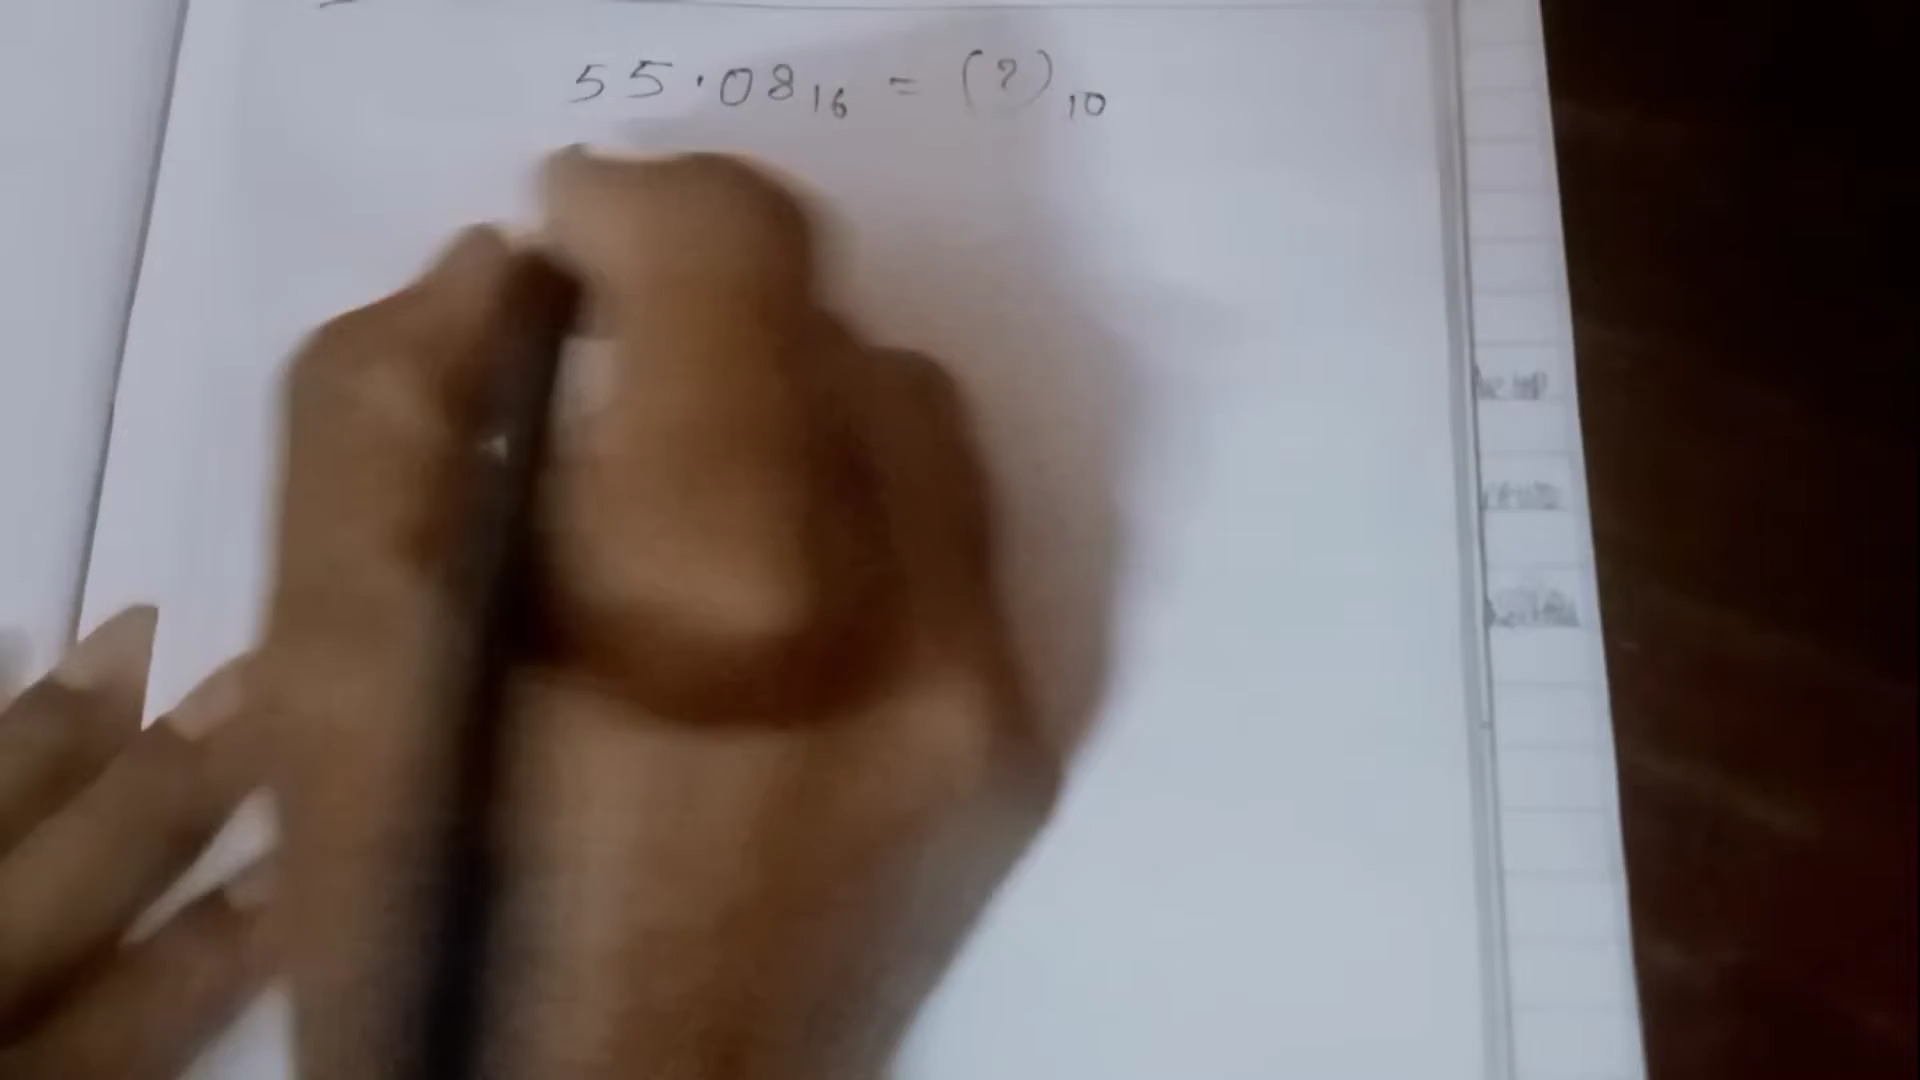 55.08₁₆ = (?)₁₀